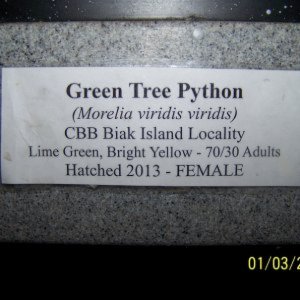 Green Tree Python
(Morelia viridis viridis)
CBB Biak Island Locality
Lime Green, Bright Yellow - 70/30 Adults
Hatched 2013 - FEMALE
01/03/2